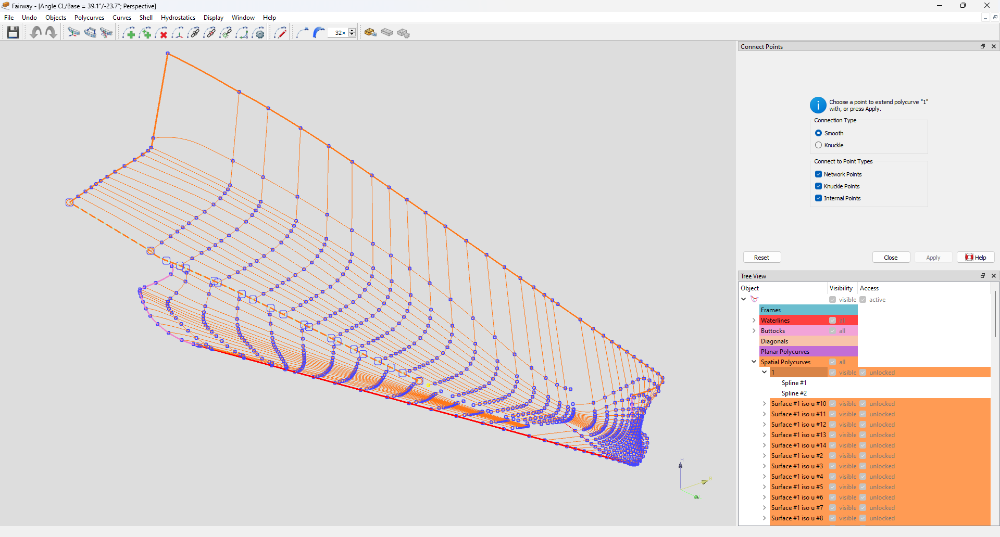 Fairway - [Angle CL/Base = 39.1°/-23.7°; Perspective]
File Undo Objects Polycurves Curves Shell Hydrostatics Display Window Help
32×
Connect Points
Choose a point to extend polycurve "1"
with, or press Apply.
Connection Type
Smooth
Knuckle
Connect to Point Types
Network Points
Knuckle Points
Internal Points
Reset Close Apply Help
Tree View
Object Visibility Access
visible active
Frames
Waterlines all
Buttocks all
Diagonals
Planar Polycurves
Spatial Polycurves all
1 visible unlocked
Spline #1
Spline #2
Surface #1 iso u #10 visible unlocked
Surface #1 iso u #11 visible unlocked
Surface #1 iso u #12 visible unlocked
Surface #1 iso u #13 visible unlocked
Surface #1 iso u #14 visible unlocked
Surface #1 iso u #2 visible unlocked
Surface #1 iso u #3 visible unlocked
Surface #1 iso u #4 visible unlocked
Surface #1 iso u #5 visible unlocked
Surface #1 iso u #6 visible unlocked
Surface #1 iso u #7 visible unlocked
Surface #1 iso u #8 visible unlocked
H
B